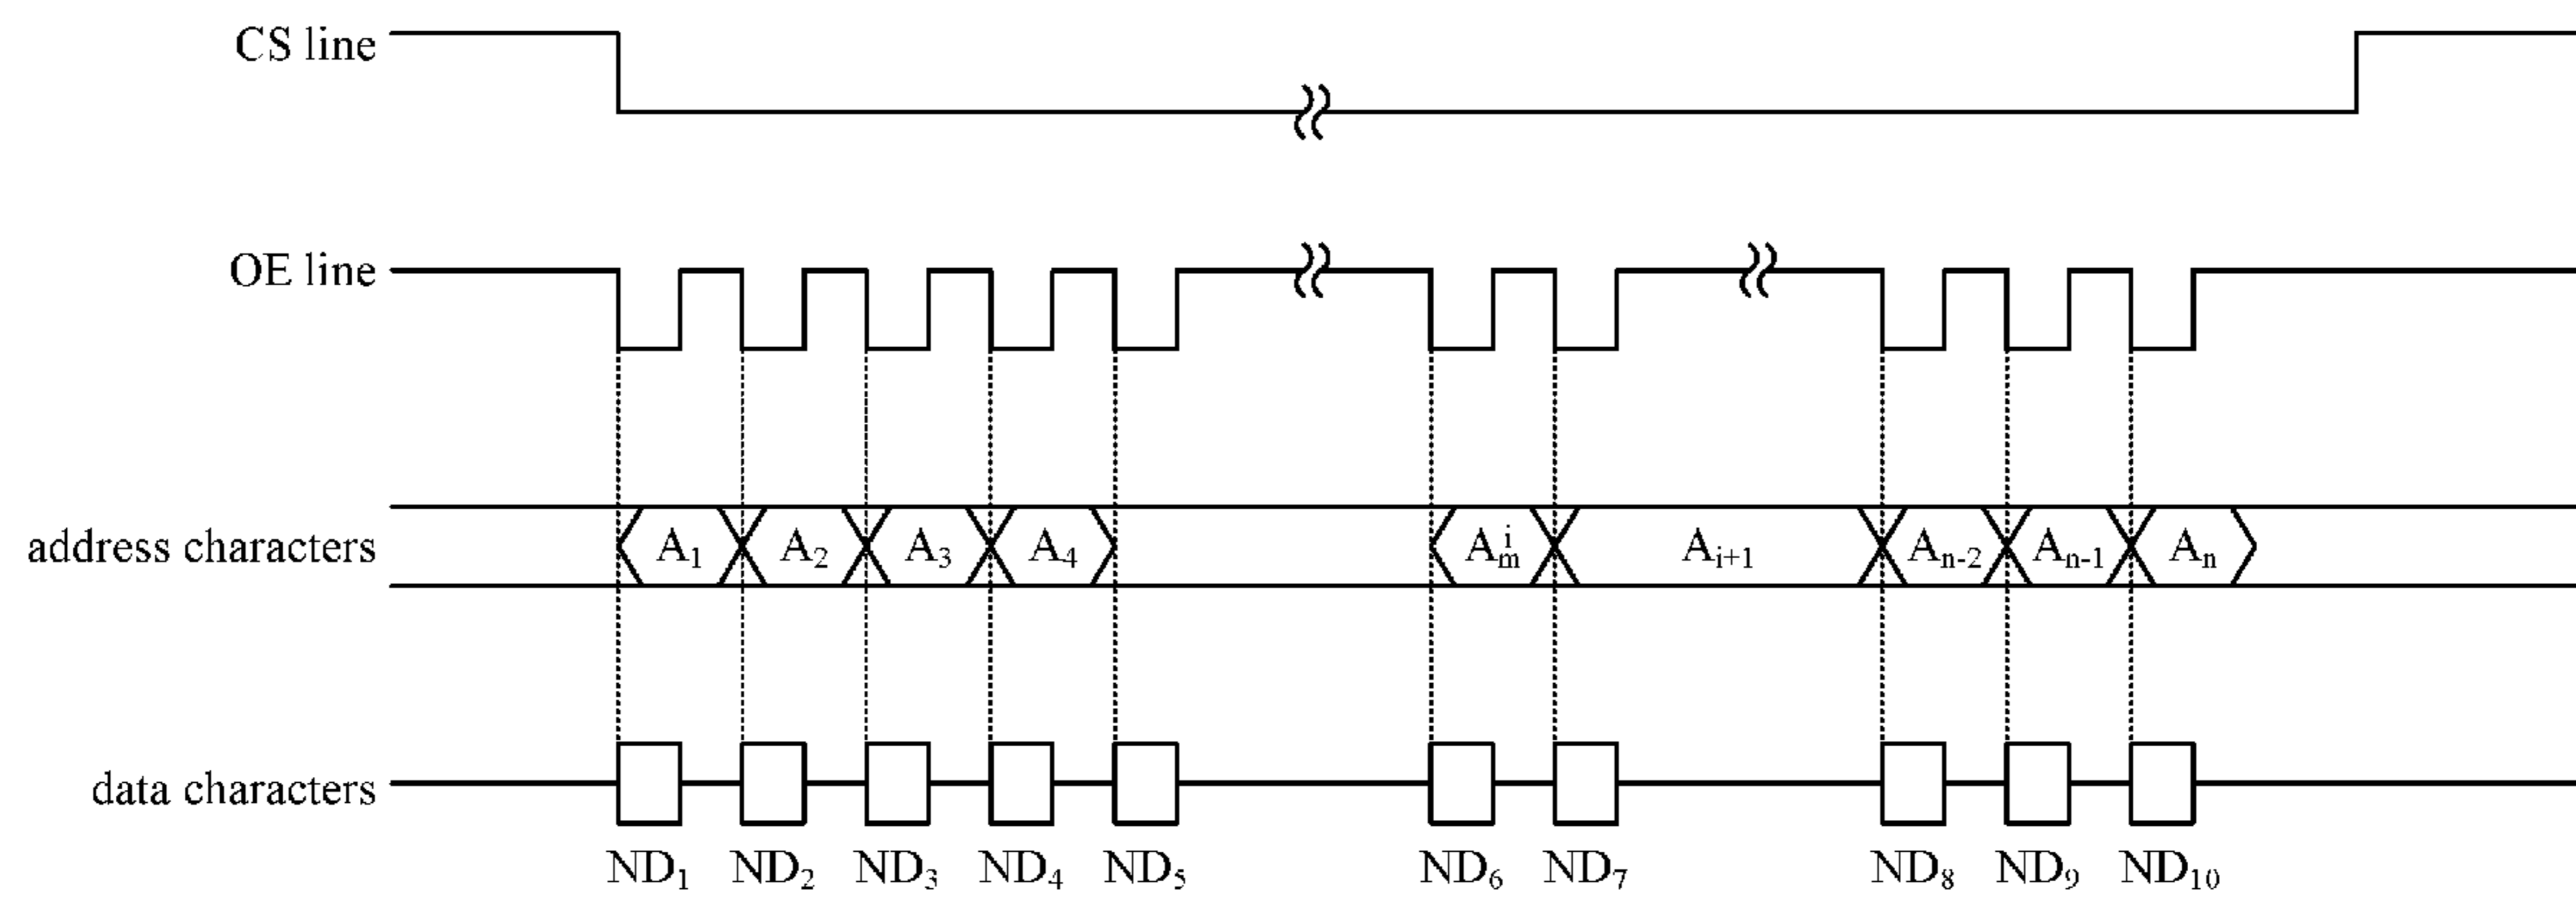 CS line
OE line
address characters A₁ A₂ A₃ A₄ Aᵢₘ Aᵢ₊₁ Aₙ₋₂ Aₙ₋₁ Aₙ
data characters
ND₁ ND₂ ND₃ ND₄ ND₅ ND₆ ND₇ ND₈ ND₉ ND₁₀